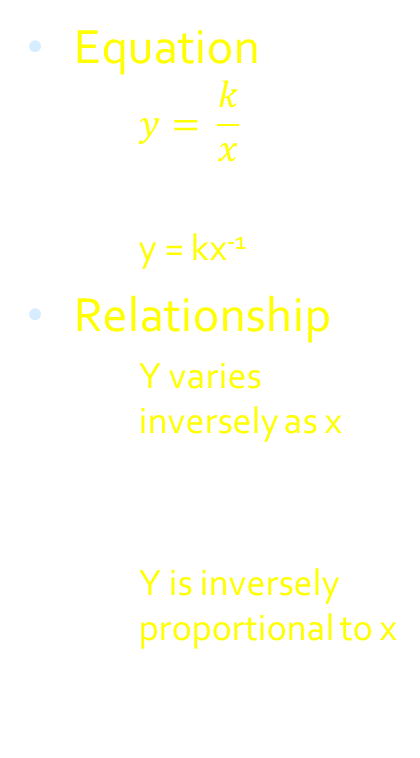 • Equation
y = k/x
y = kx⁻¹
• Relationship
Y varies
inversely as x
Y is inversely
proportional to x